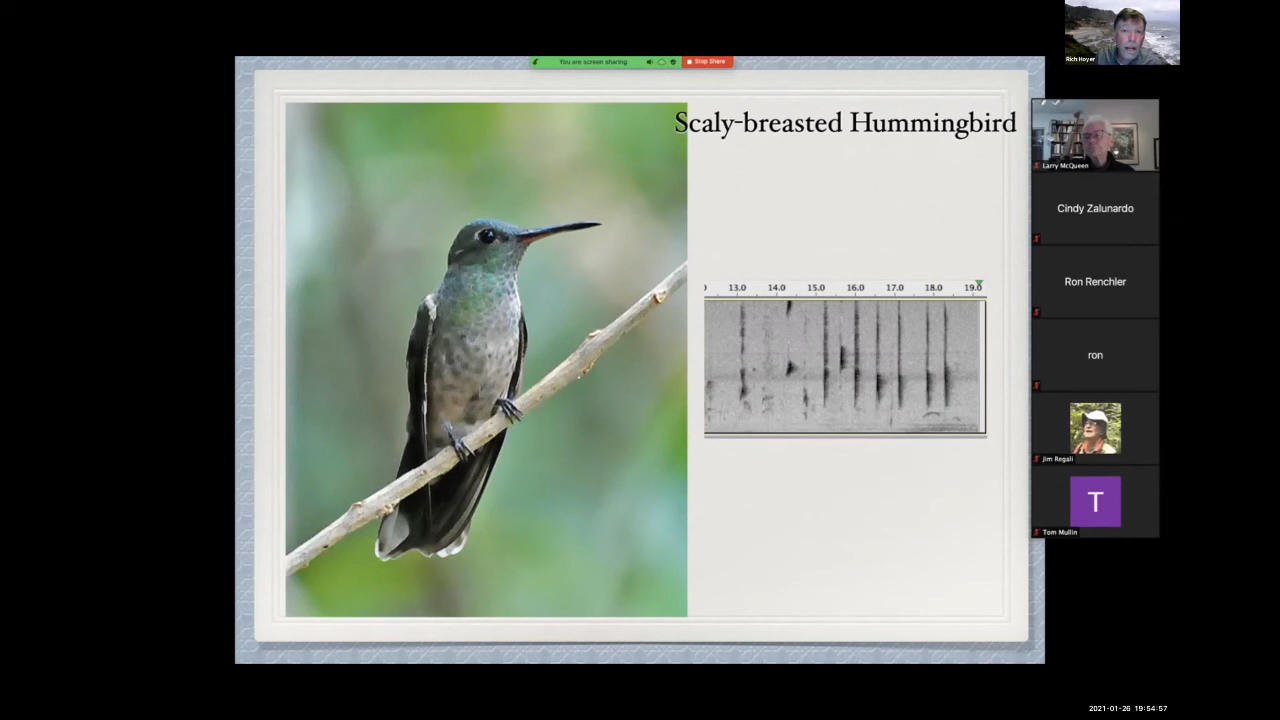 Rich Hoyer
You are screen sharing
Stop Share
Scaly-breasted Hummingbird
Larry McQueen
Cindy Zalunardo
Ron Renchler
13.0 14.0 15.0 16.0 17.0 18.0 19.0
ron
Jim Regali
T
Tom Mullin
2021-01-26 19:54:57